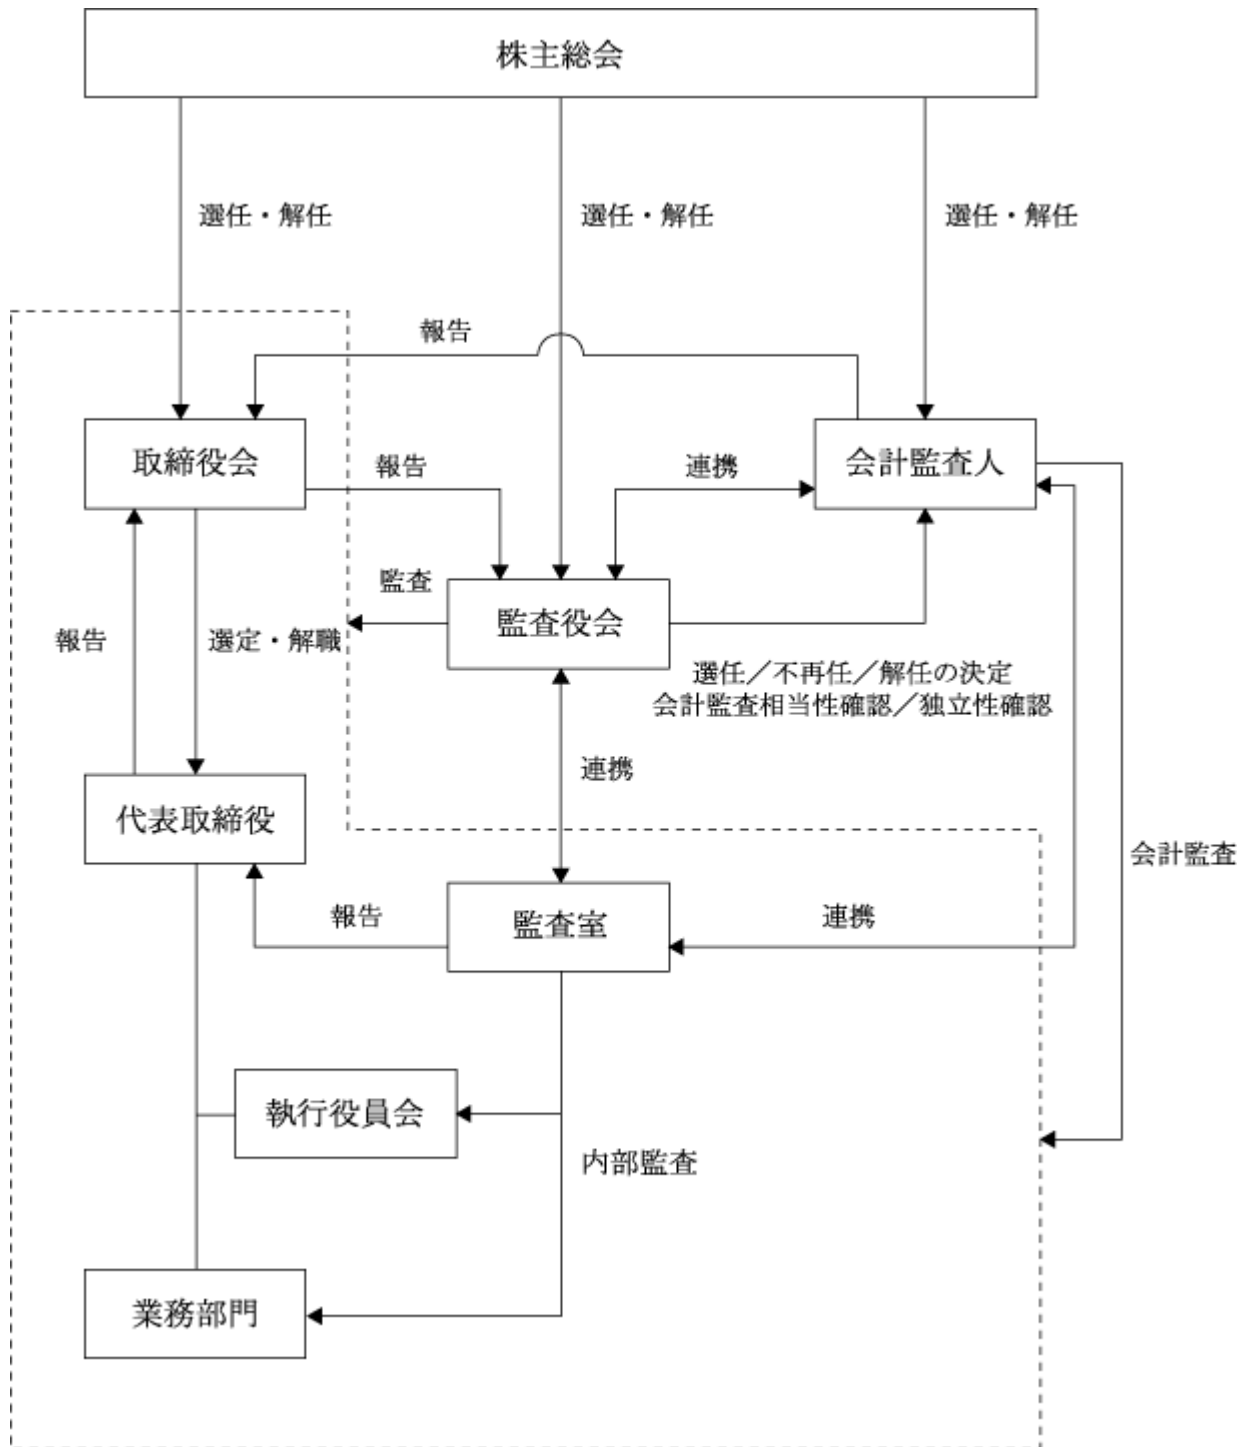 株主総会
選任・解任
選任・解任
選任・解任
報告
取締役会
報告
連携
会計監査人
監査
監査役会
報告
選定・解職
選任／不再任／解任の決定
会計監査相当性確認／独立性確認
連携
代表取締役
会計監査
報告
監査室
連携
執行役員会
内部監査
業務部門